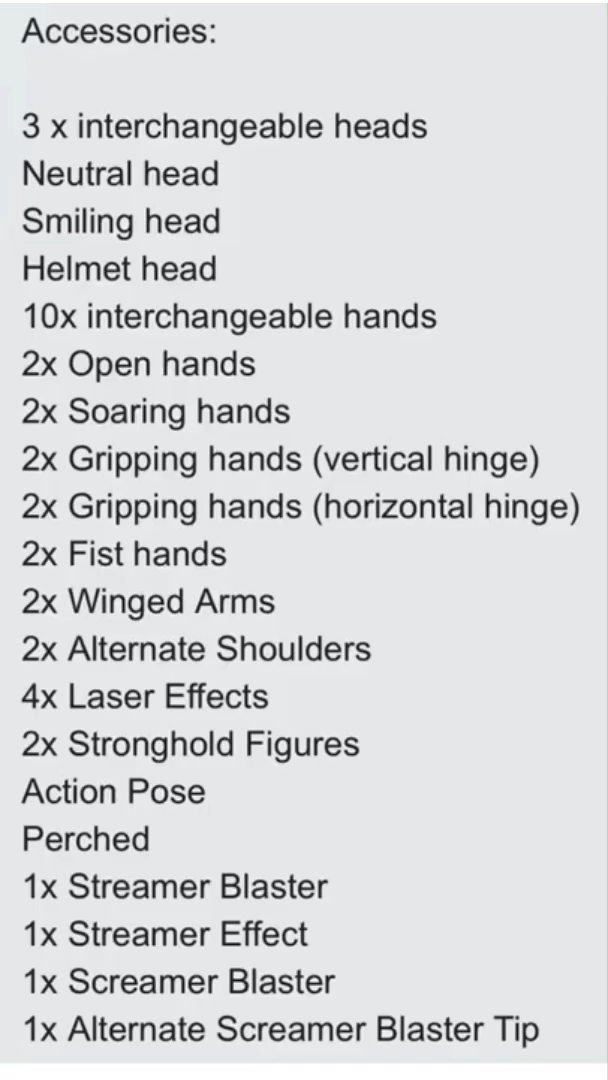 Accessories:
3 x interchangeable heads
Neutral head
Smiling head
Helmet head
10x interchangeable hands
2x Open hands
2x Soaring hands
2x Gripping hands (vertical hinge)
2x Gripping hands (horizontal hinge)
2x Fist hands
2x Winged Arms
2x Alternate Shoulders
4x Laser Effects
2x Stronghold Figures
Action Pose
Perched
1x Streamer Blaster
1x Streamer Effect
1x Screamer Blaster
1x Alternate Screamer Blaster Tip